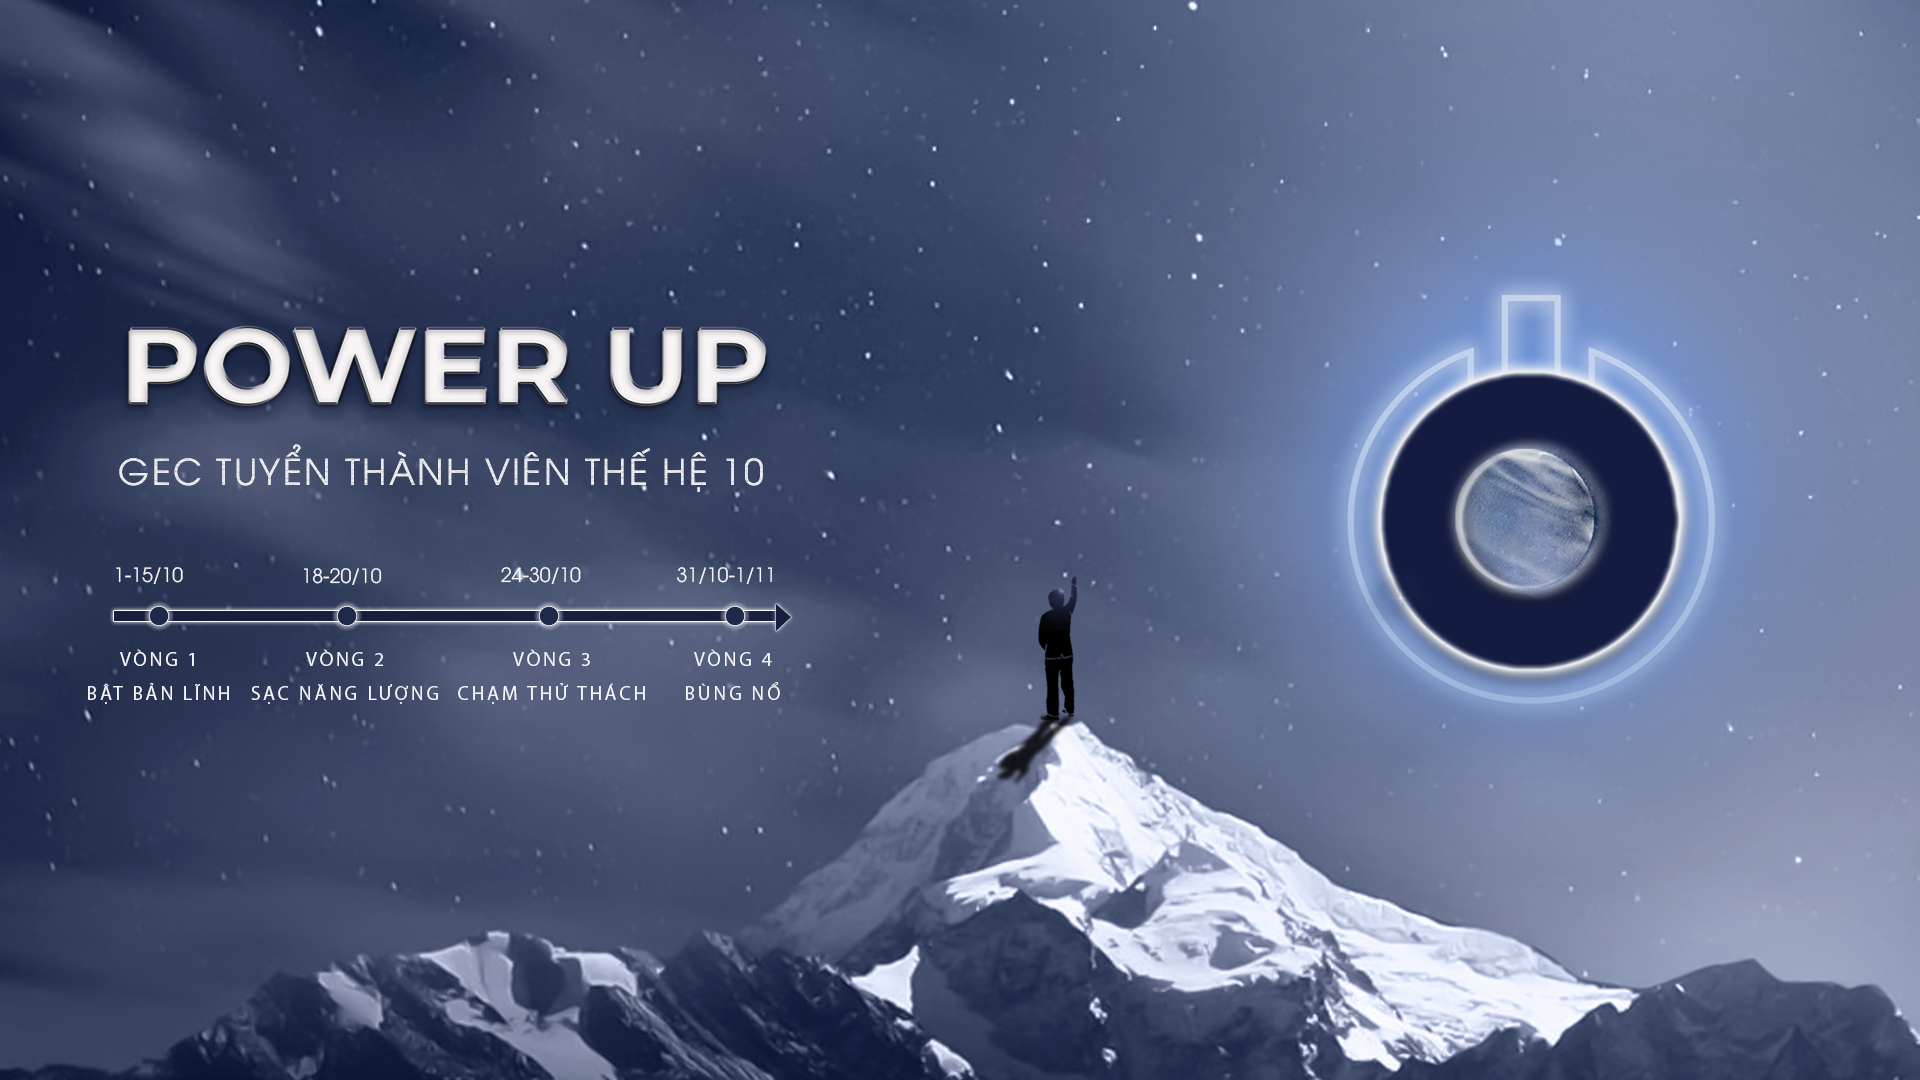 POWER UP
GEC TUYỂN THÀNH VIÊN THẾ HỆ 10
1-15/10 18-20/10 24-30/10 31/10-1/11
VÒNG 1 VÒNG 2 VÒNG 3 VÒNG 4
BẬT BẢN LĨNH SẠC NĂNG LƯỢNG CHẠM THỬ THÁCH BÙNG NỔ